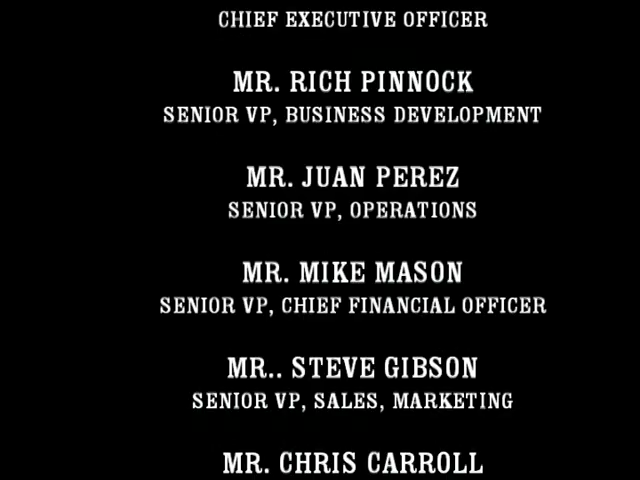 CHIEF EXECUTIVE OFFICER
MR. RICH PINNOCK
SENIOR VP, BUSINESS DEVELOPMENT
MR. JUAN PEREZ
SENIOR VP, OPERATIONS
MR. MIKE MASON
SENIOR VP, CHIEF FINANCIAL OFFICER
MR.. STEVE GIBSON
SENIOR VP, SALES, MARKETING
MR. CHRIS CARROLL